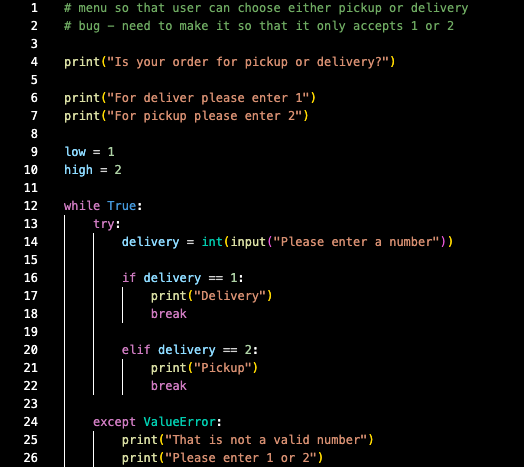 1 # menu so that user can choose either pickup or delivery
2 # bug - need to make it so that it only accepts 1 or 2
3
4 print("Is your order for pickup or delivery?")
5
6 print("For deliver please enter 1")
7 print("For pickup please enter 2")
8
9 low = 1
10 high = 2
11
12 while True:
13     try:
14         delivery = int(input("Please enter a number"))
15
16         if delivery == 1:
17             print("Delivery")
18             break
19
20         elif delivery == 2:
21             print("Pickup")
22             break
23
24     except ValueError:
25         print("That is not a valid number")
26         print("Please enter 1 or 2")